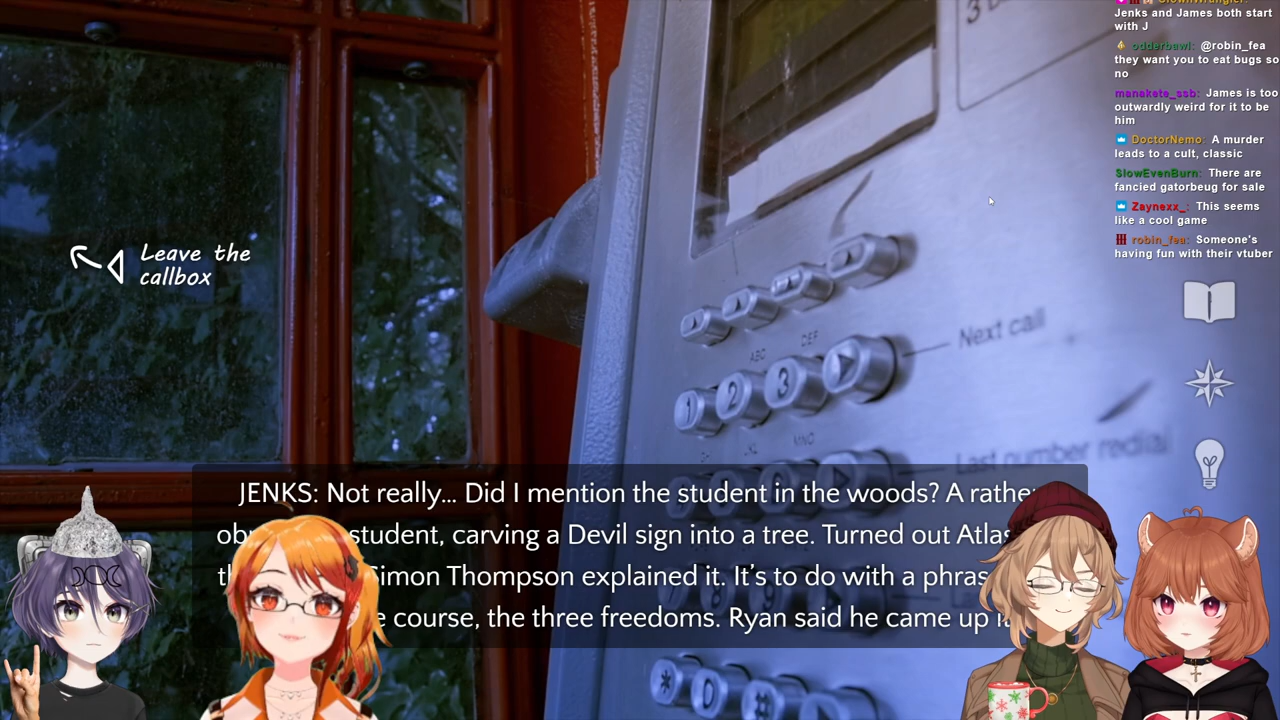 Jenks and James both start
with J
odderbawl: @robin_fea
they want you to eat bugs so
no
manakete_ssb: James is too
outwardly weird for it to be
him
DoctorNemo: A murder
leads to a cult, classic
SlowEvenBurn: There are
fancied gatorbeug for sale
Zaynexx_: This seems
like a cool game
robin_fea: Someone's
having fun with their vtuber
Leave the
callbox
3
ABC
DEF
1
2
3
Next call
MNO
Last number redial
JENKS: Not really... Did I mention the student in the woods? A rather
student, carving a Devil sign into a tree. Turned out Atlas
Simon Thompson explained it. It's to do with a phrase
course, the three freedoms. Ryan said he came up
*
0
#